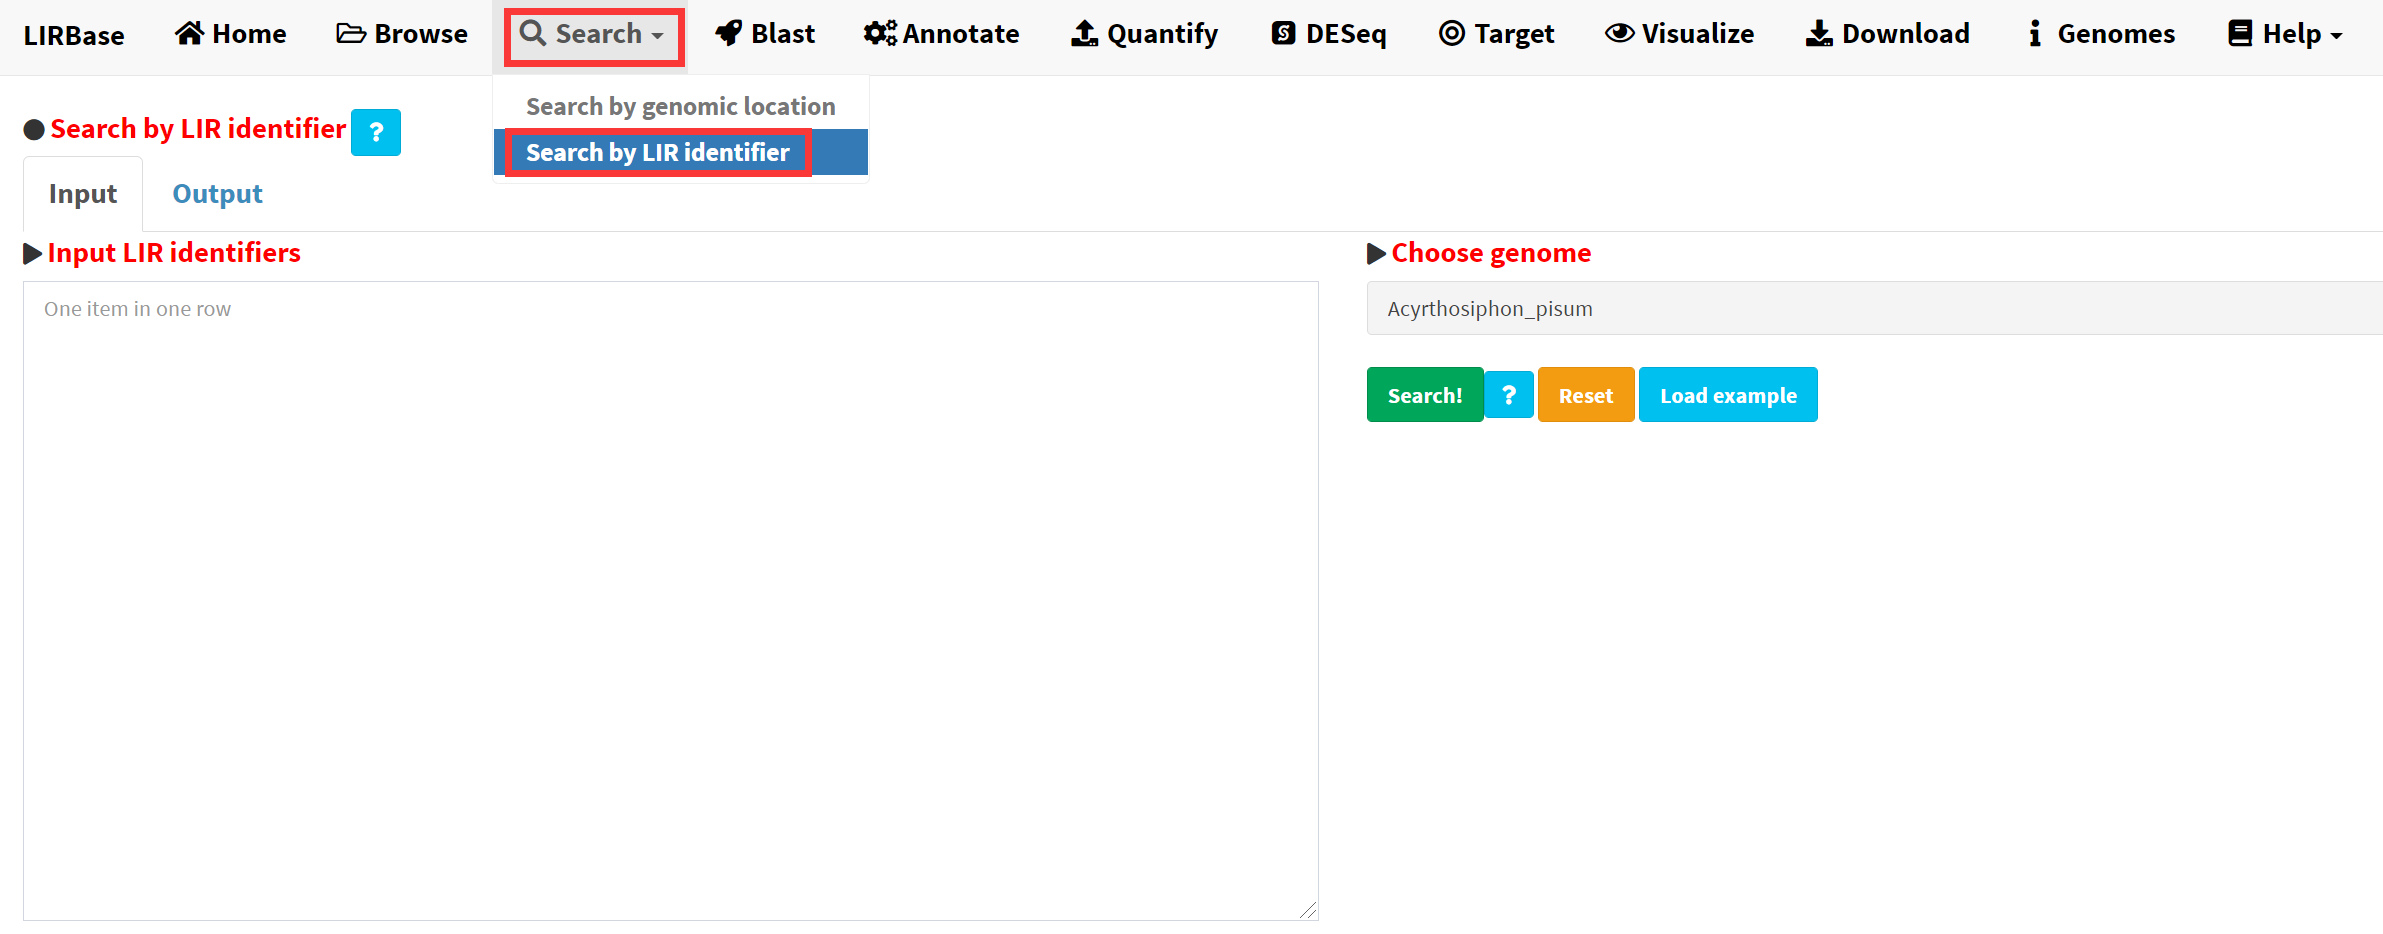 LIRBase Home Browse Search Blast Annotate Quantify DESeq Target Visualize Download Genomes Help
Search by genomic location
Search by LIR identifier
Search by LIR identifier ?
Input Output
Input LIR identifiers
One item in one row
Choose genome
Acyrthosiphon_pisum
Search! ? Reset Load example